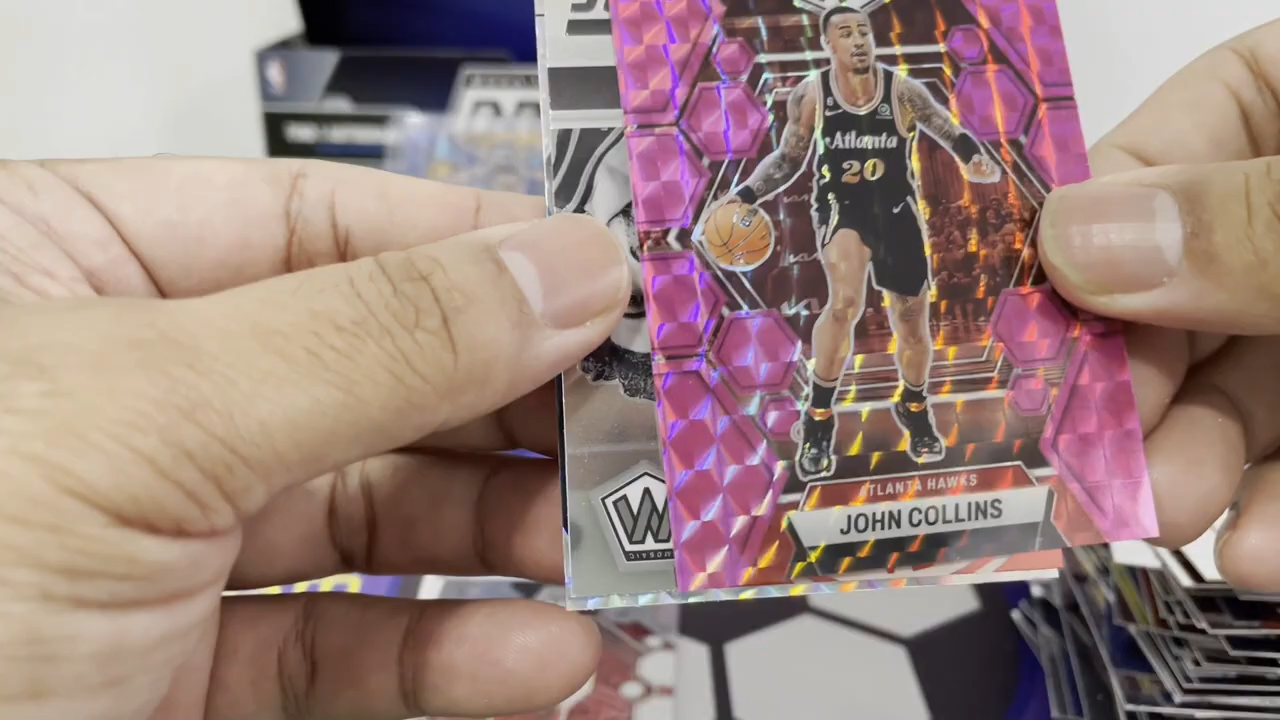 Atlanta
20
ATLANTA HAWKS
JOHN COLLINS
MOSAIC